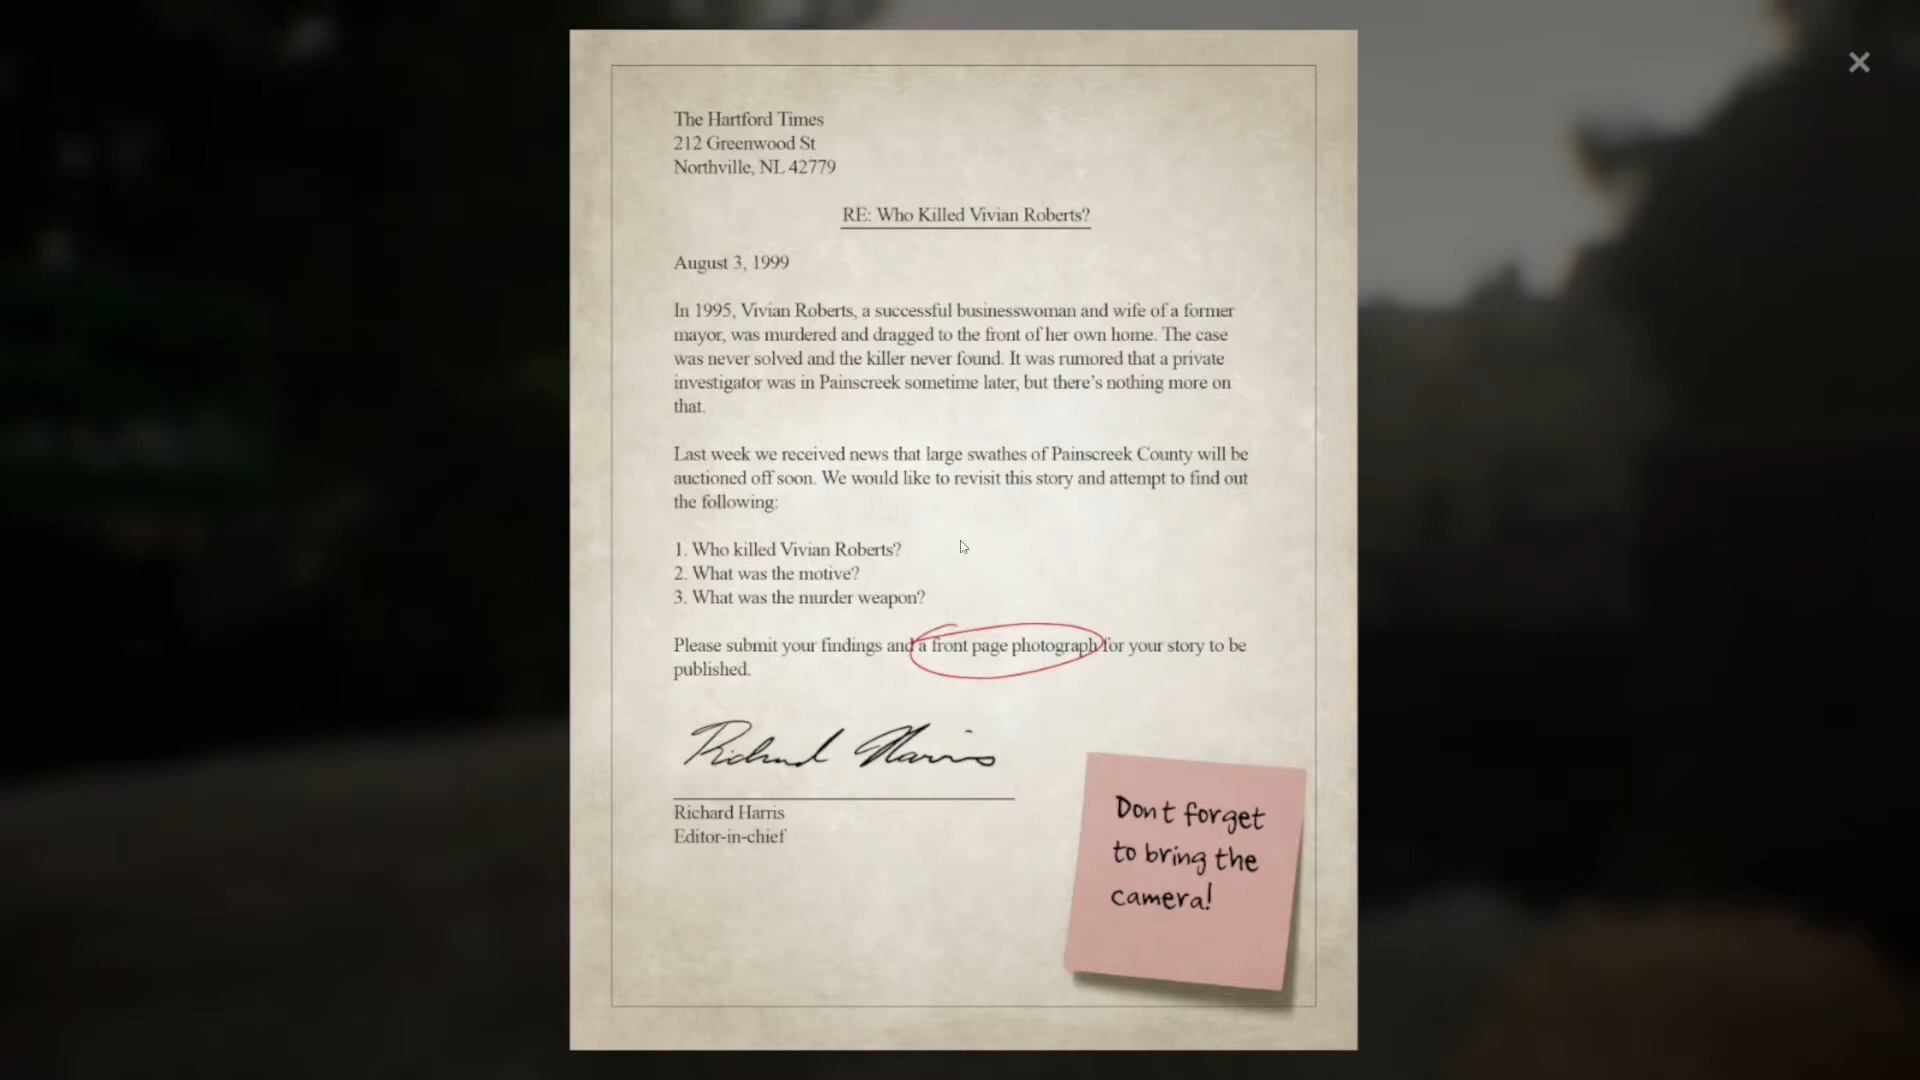 The Hartford Times
212 Greenwood St
Northville, NL 42779
RE: Who Killed Vivian Roberts?
August 3, 1999
In 1995, Vivian Roberts, a successful businesswoman and wife of a former
mayor, was murdered and dragged to the front of her own home. The case
was never solved and the killer never found. It was rumored that a private
investigator was in Painscreek sometime later, but there's nothing more on
that.
Last week we received news that large swathes of Painscreek County will be
auctioned off soon. We would like to revisit this story and attempt to find out
the following:
1. Who killed Vivian Roberts?
2. What was the motive?
3. What was the murder weapon?
Please submit your findings and a front page photograph for your story to be
published.
Richard Harris
Richard Harris
Editor-in-chief
Dont forget
to bring the
camera!